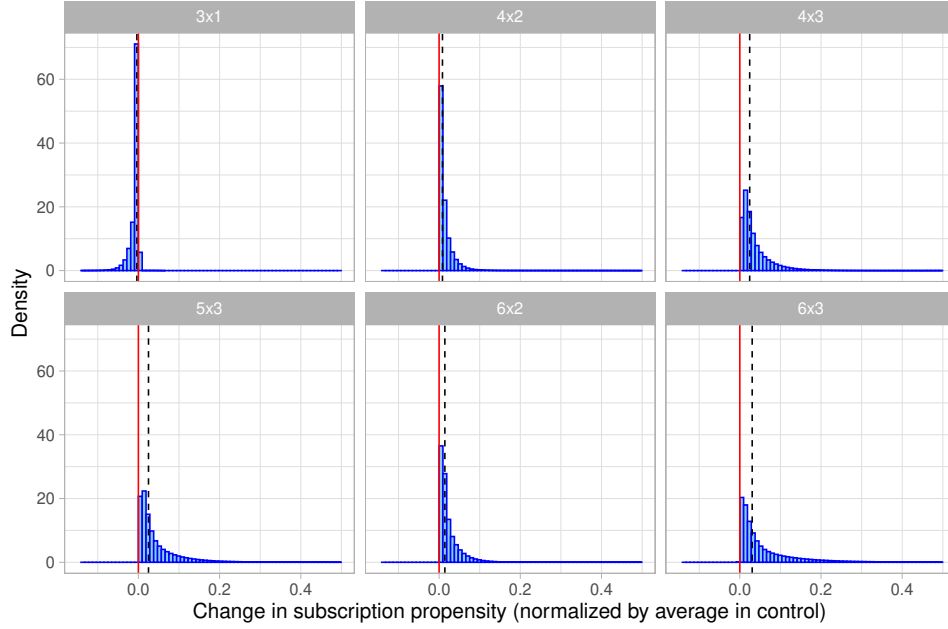 3x1 4x2 4x3
60
40
20
0
Density
5x3 6x2 6x3
60
40
20
0
0.0 0.2 0.4 0.0 0.2 0.4 0.0 0.2 0.4
Change in subscription propensity (normalized by average in control)